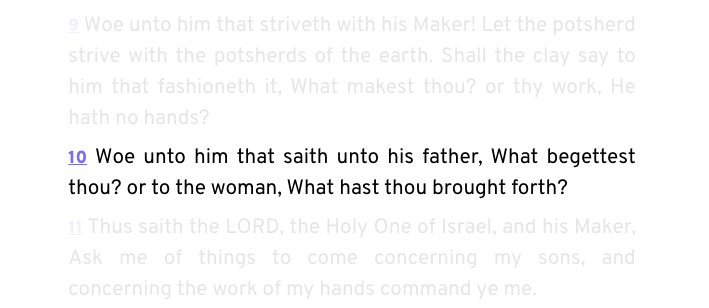 9 Woe unto him that striveth with his Maker! Let the potsherd
strive with the potsherds of the earth. Shall the clay say to
him that fashioneth it, What makest thou? or thy work, He
hath no hands?
10 Woe unto him that saith unto his father, What begettest
thou? or to the woman, What hast thou brought forth?
11 Thus saith the LORD, the Holy One of Israel, and his Maker,
Ask me of things to come concerning my sons, and
concerning the work of my hands command ye me.